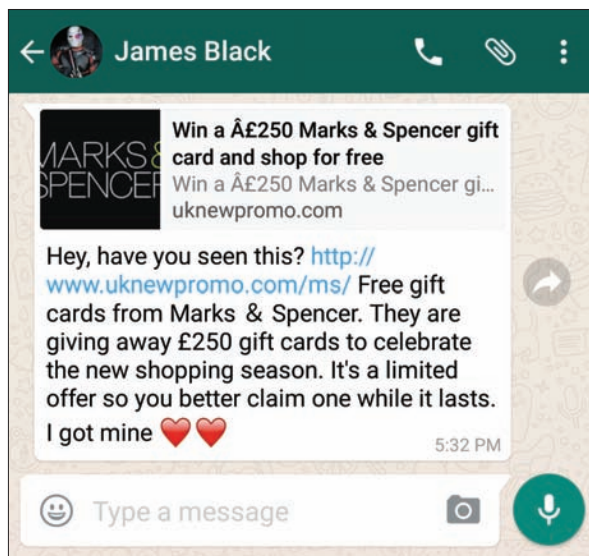 James Black
MARKS&
SPENCER
Win a Â£250 Marks & Spencer gift
card and shop for free
Win a Â£250 Marks & Spencer gi...
uknewpromo.com
Hey, have you seen this? http://
www.uknewpromo.com/ms/ Free gift
cards from Marks & Spencer. They are
giving away £250 gift cards to celebrate
the new shopping season. It's a limited
offer so you better claim one while it lasts.
I got mine ❤️❤️
5:32 PM
Type a message